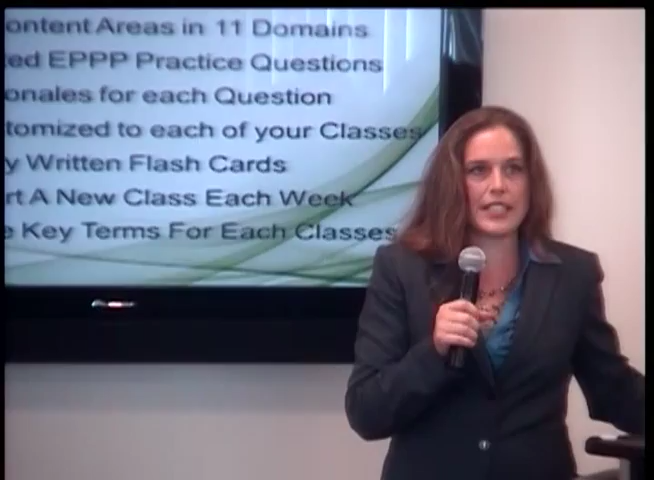 ontent Areas in 11 Domains
ed EPPP Practice Questions
onales for each Question
tomized to each of your Classes
y Written Flash Cards
rt A New Class Each Week
e Key Terms For Each Classes